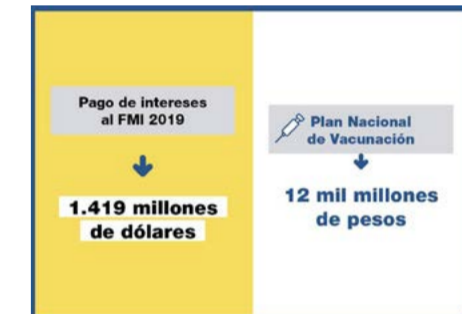 Pago de intereses
al FMI 2019
1.419 millones
de dólares
Plan Nacional
de Vacunación
12 mil millones
de pesos